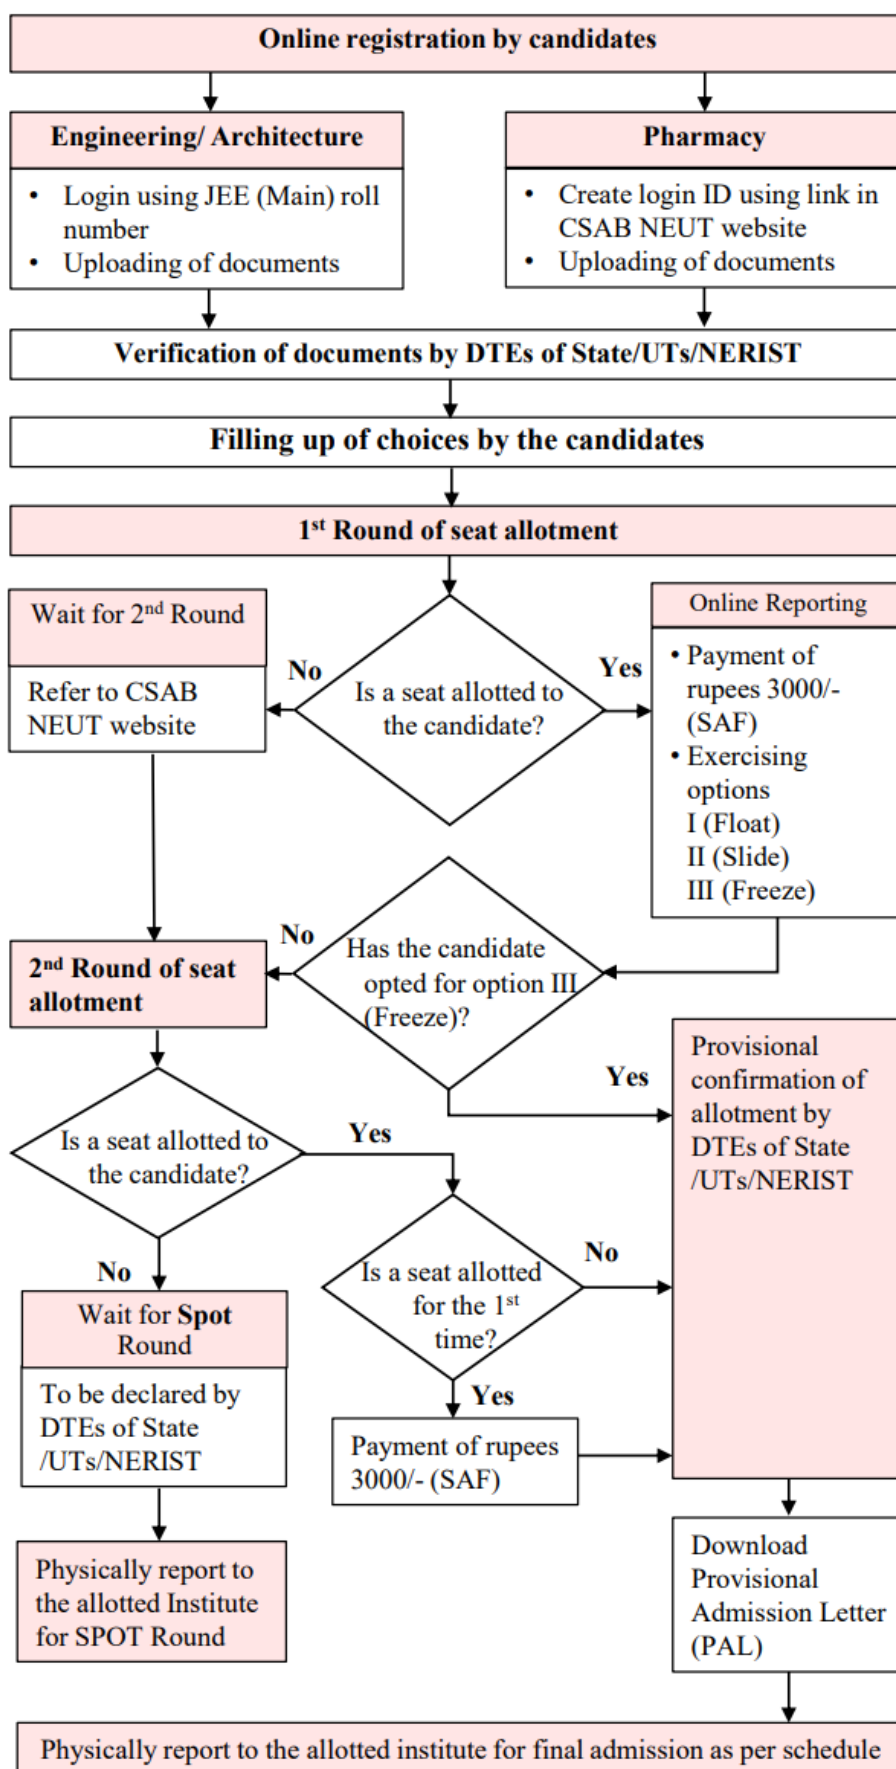 Online registration by candidates
Engineering/ Architecture
• Login using JEE (Main) roll
number
• Uploading of documents
Pharmacy
• Create login ID using link in
CSAB NEUT website
• Uploading of documents
Verification of documents by DTEs of State/UTs/NERIST
Filling up of choices by the candidates
1st Round of seat allotment
Wait for 2nd Round
Refer to CSAB
NEUT website
No
Is a seat allotted to
the candidate?
Yes
Online Reporting
• Payment of
rupees 3000/-
(SAF)
• Exercising
options
I (Float)
II (Slide)
III (Freeze)
No
Has the candidate
opted for option III
(Freeze)?
2nd Round of seat
allotment
Yes
Provisional
confirmation of
allotment by
DTEs of State
/UTs/NERIST
Is a seat allotted to
the candidate?
Yes
No
Is a seat allotted
for the 1st
time?
No
Wait for Spot
Round
To be declared by
DTEs of State
/UTs/NERIST
Yes
Payment of rupees
3000/- (SAF)
Physically report to
the allotted Institute
for SPOT Round
Download
Provisional
Admission Letter
(PAL)
Physically report to the allotted institute for final admission as per schedule